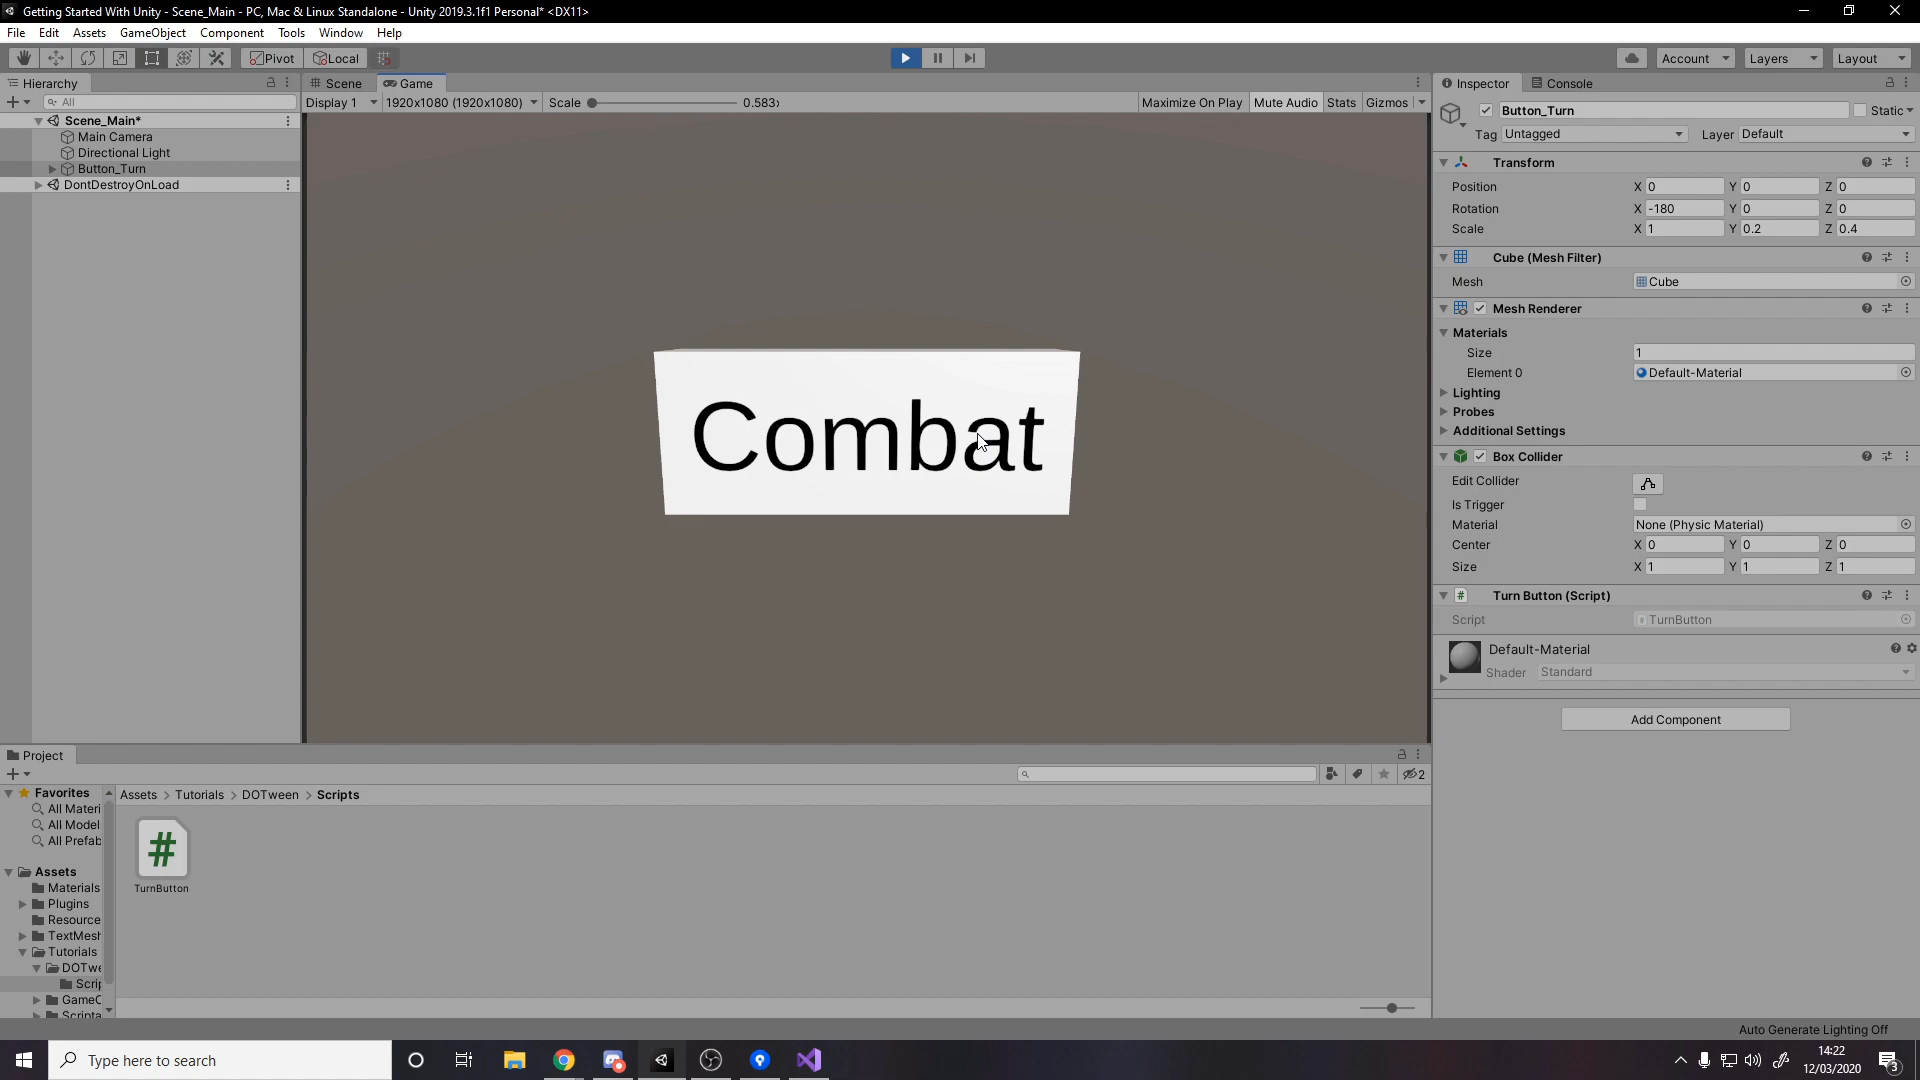 Getting Started With Unity - Scene_Main - PC, Mac & Linux Standalone - Unity 2019.3.1f1 Personal* <DX11>
File Edit Assets GameObject Component Tools Window Help
Pivot Local Account Layers Layout
Hierarchy
All
Scene_Main*
Main Camera
Directional Light
Button_Turn
DontDestroyOnLoad
Scene Game
Display 1 1920x1080 (1920x1080) Scale 0.583x Maximize On Play Mute Audio Stats Gizmos
Combat
Inspector Console
Button_Turn Static
Tag Untagged Layer Default
Transform
Position X 0 Y 0 Z 0
Rotation X -180 Y 0 Z 0
Scale X 1 Y 0.2 Z 0.4
Cube (Mesh Filter)
Mesh Cube
Mesh Renderer
Materials
Size 1
Element 0 Default-Material
Lighting
Probes
Additional Settings
Box Collider
Edit Collider
Is Trigger
Material None (Physic Material)
Center X 0 Y 0 Z 0
Size X 1 Y 1 Z 1
Turn Button (Script)
Script # TurnButton
Default-Material
Shader Standard
Add Component
Project
2
Favorites
All Materi
All Model
All Prefab
Assets
Materials
Plugins
Resource
TextMesh
Tutorials
DOTwe
Scrip
GameO
Scripta
Assets > Tutorials > DOTween > Scripts
#
TurnButton
Auto Generate Lighting Off
Type here to search
14:22
12/03/2020
3